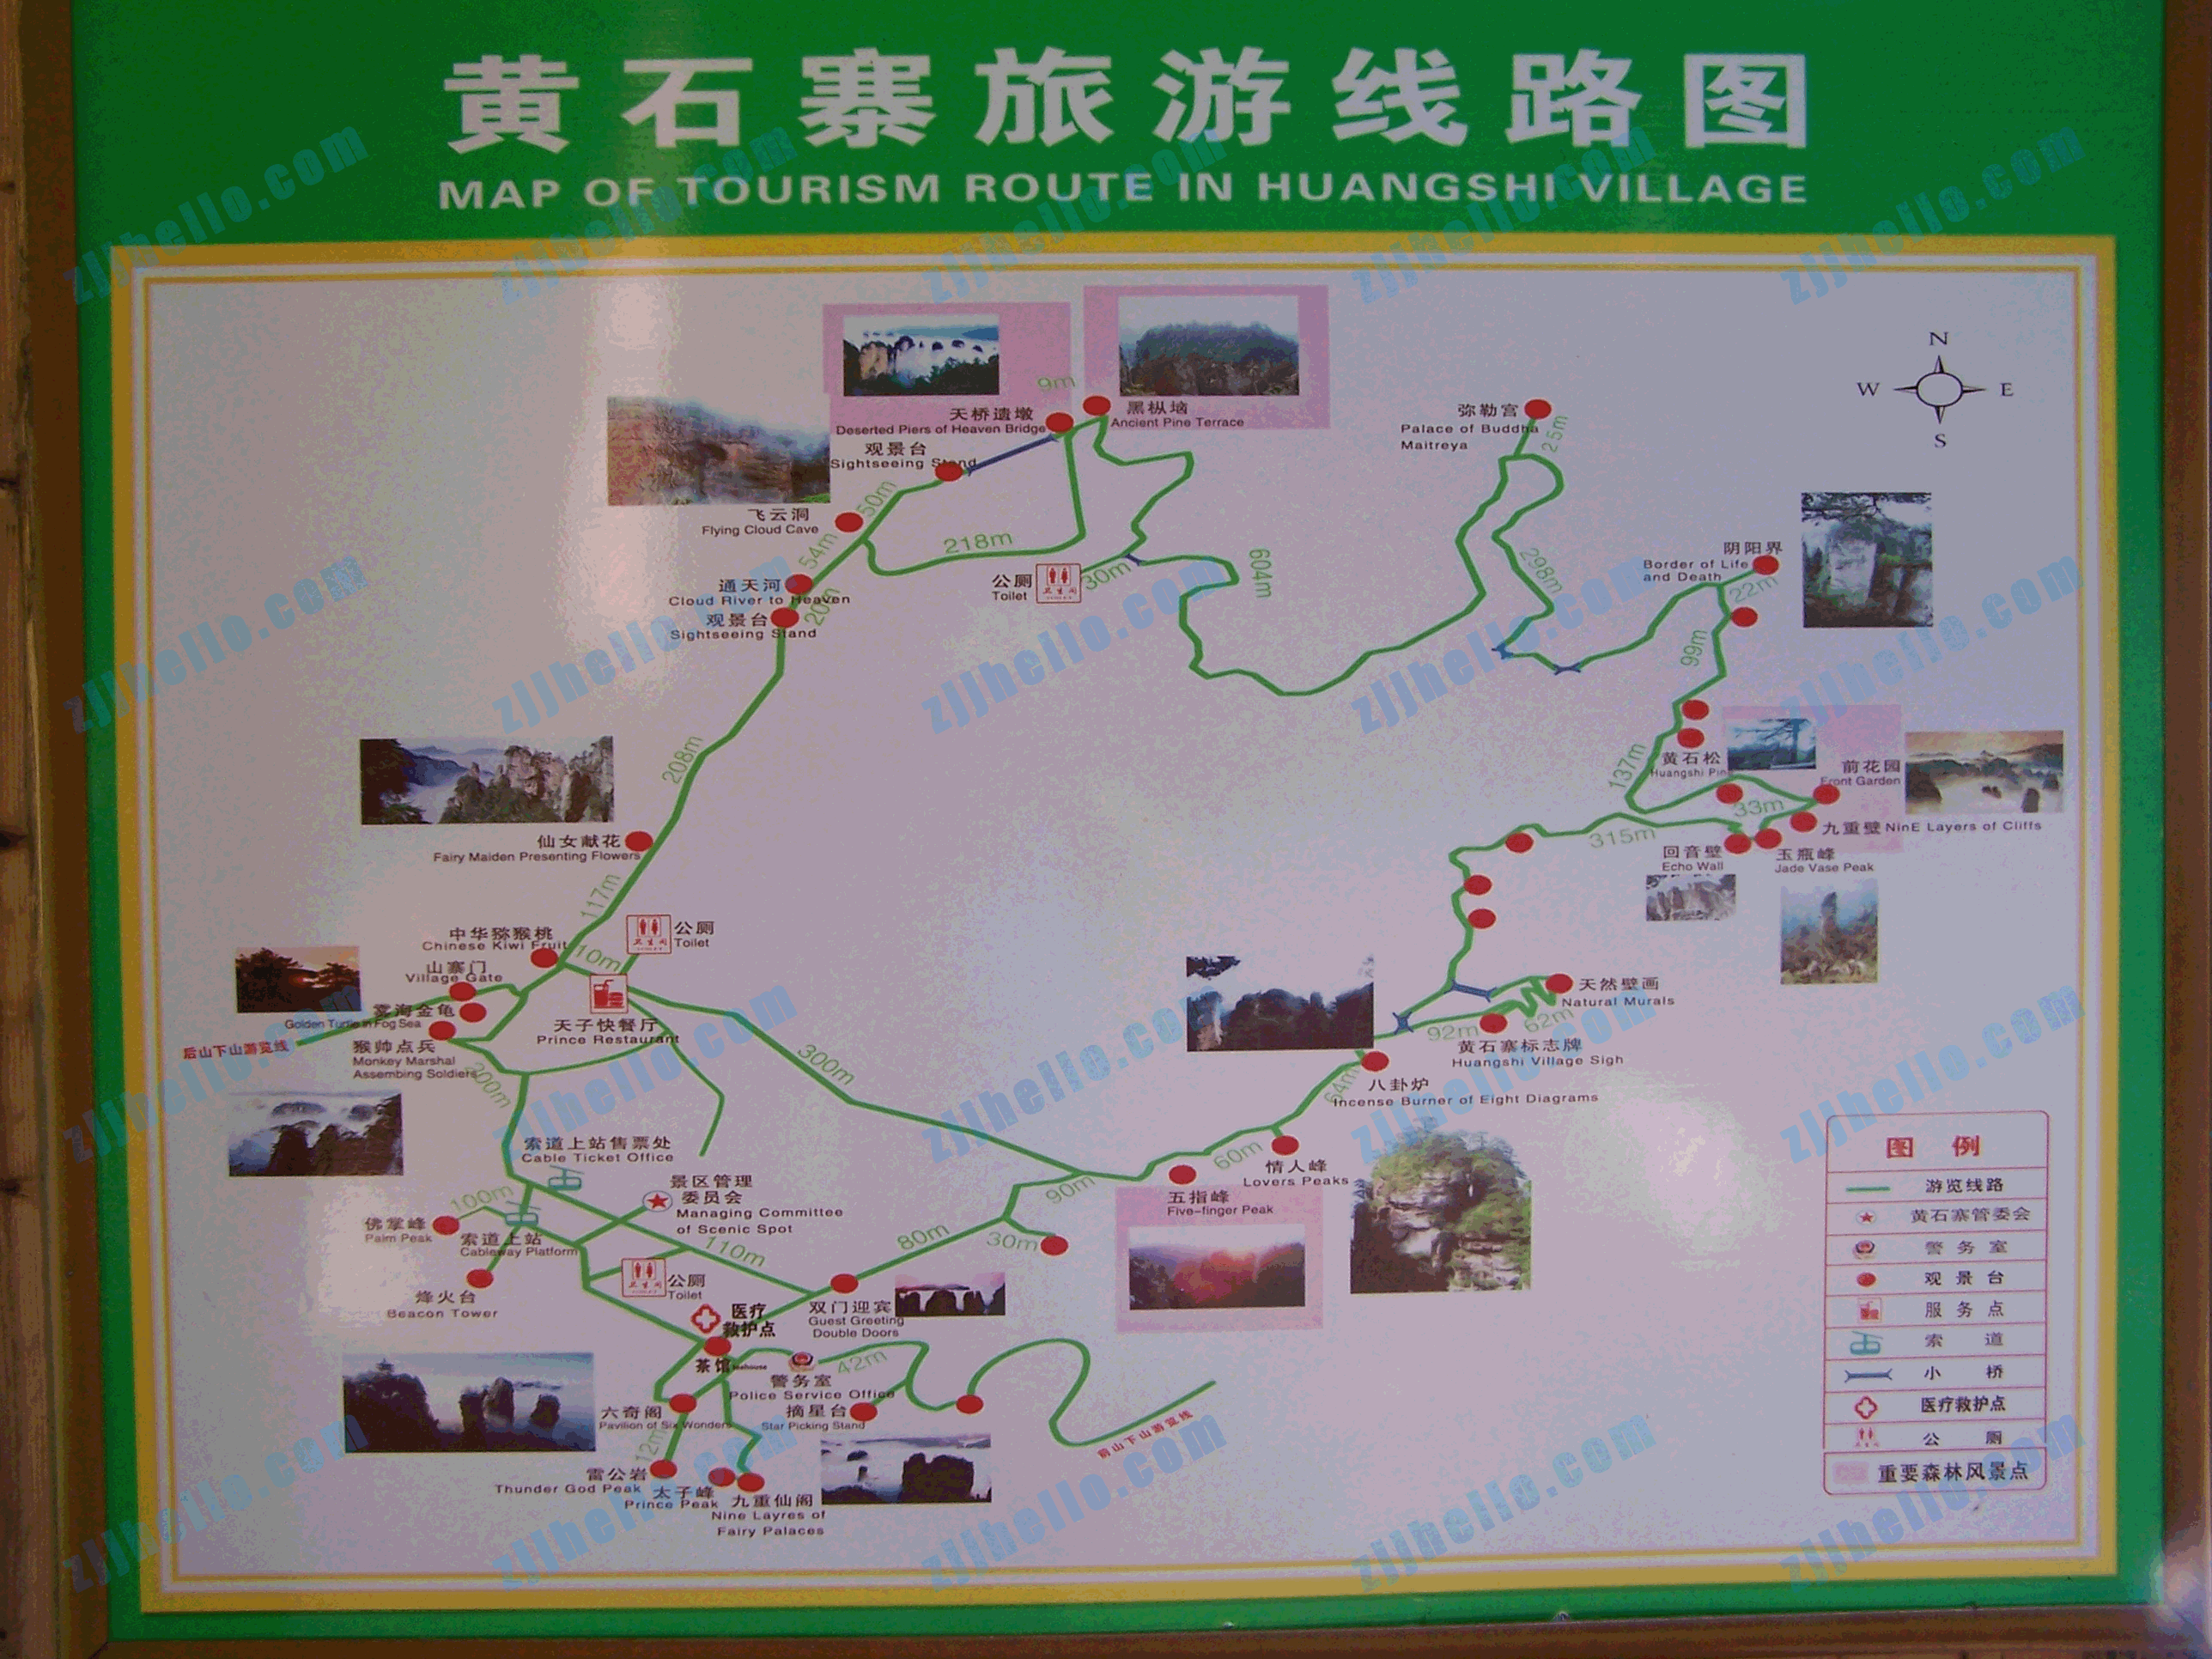 黄石寨旅游线路图
MAP OF TOURISM ROUTE IN HUANGSHI VILLAGE
N
W E
S
天桥遗墩
Deserted Piers of Heaven Bridge
9m
黑枞垴
Ancient Pine Terrace
观景台
Sightseeing Stand
弥勒宫
Palace of Buddha
Maitreya
25m
50m
飞云洞
Flying Cloud Cave
54m
218m
通天河
Cloud River to Heaven
20m
观景台
Sightseeing Stand
公厕
Toilet
30m
604m
298m
阴阳界
Border of Life
and Death
22m
99m
208m
137m
黄石松
Huangshi Pine
前花园
Front Garden
33m
九重壁 NinE Layers of Cliffs
315m
回音壁
Echo Wall
玉瓶峰
Jade Vase Peak
仙女献花
Fairy Maiden Presenting Flowers
117m
中华猕猴桃
Chinese Kiwi Fruit
10m
公厕
Toilet
山寨门
Village Gate
雾海金龟
Golden Turtle in Fog Sea
后山下山游览线
猴帅点兵
Monkey Marshal
Assembing Soldiers
天子快餐厅
Prince Restaurant
200m
300m
天然壁画
Natural Murals
92m
62m
黄石寨标志牌
Huangshi Village Sigh
八卦炉
Incense Burner of Eight Diagrams
64m
60m
情人峰
Lovers Peaks
五指峰
Five-finger Peak
90m
80m
30m
索道上站售票处
Cable Ticket Office
景区管理
委员会
Managing Committee
of Scenic Spot
100m
佛掌峰
Palm Peak
索道上站
Cableway Platform
110m
烽火台
Beacon Tower
公厕
Toilet
医疗
救护点
双门迎宾
Guest Greeting
Double Doors
茶馆
警务室
Police Service Office
42m
六奇阁
Pavilion of Six Wonders
摘星台
Star Picking Stand
12m
前山下山游览线
雷公岩
Thunder God Peak
太子峰
Prince Peak
九重仙阁
Nine Layres of
Fairy Palaces
图例
游览线路
黄石寨管委会
警务室
观景台
服务点
索道
小桥
医疗救护点
公厕
重要森林风景点
zjjhello.com